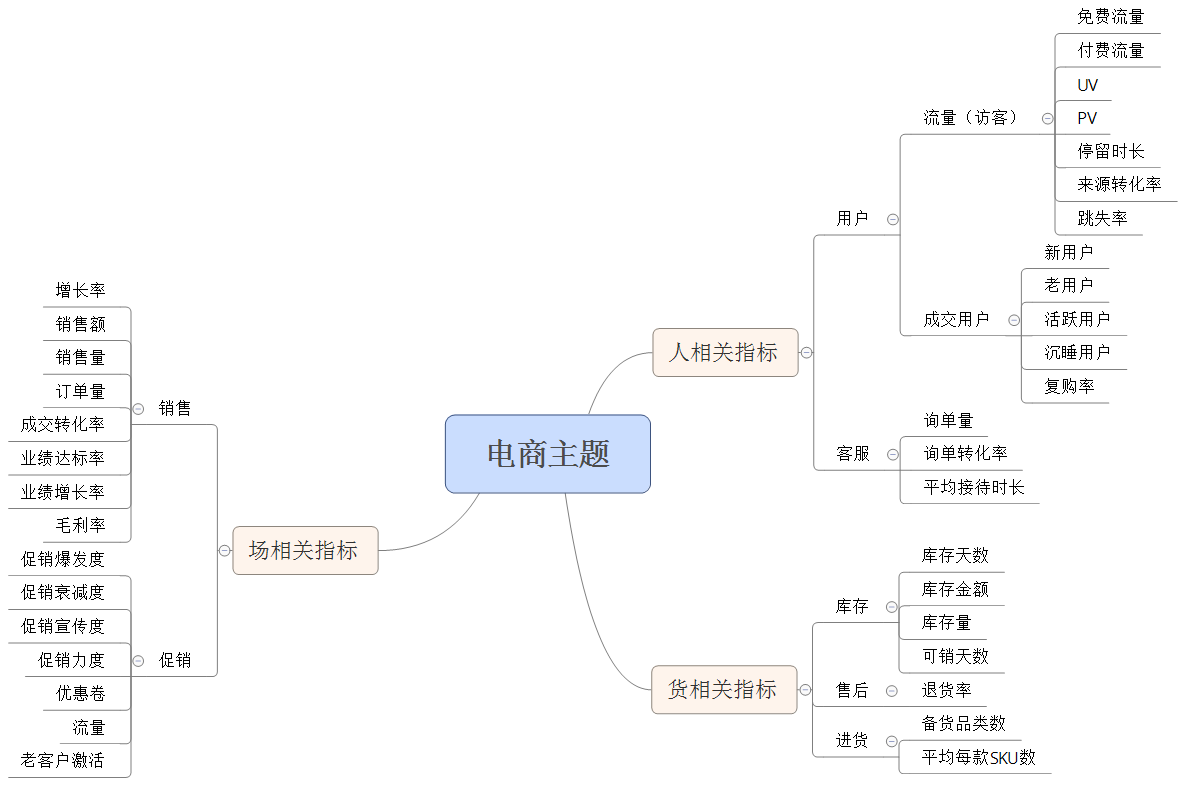 电商主题
人相关指标
用户
流量（访客）
免费流量
付费流量
UV
PV
停留时长
来源转化率
跳失率
成交用户
新用户
老用户
活跃用户
沉睡用户
复购率
客服
询单量
询单转化率
平均接待时长
货相关指标
库存
库存天数
库存金额
库存量
可销天数
售后
退货率
进货
备货品类数
平均每款SKU数
场相关指标
销售
增长率
销售额
销售量
订单量
成交转化率
业绩达标率
业绩增长率
毛利率
促销
促销爆发度
促销衰减度
促销宣传度
促销力度
优惠卷
流量
老客户激活